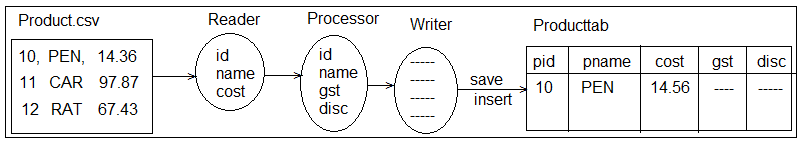 Product.csv
10, PEN, 14.36
11 CAR 97.87
12 RAT 67.43
Reader
id
name
cost
Processor
id
name
gst
disc
Writer
-----
-----
-----
-----
save
insert
Producttab
pid pname cost gst disc
10 PEN 14.56 ---- -----